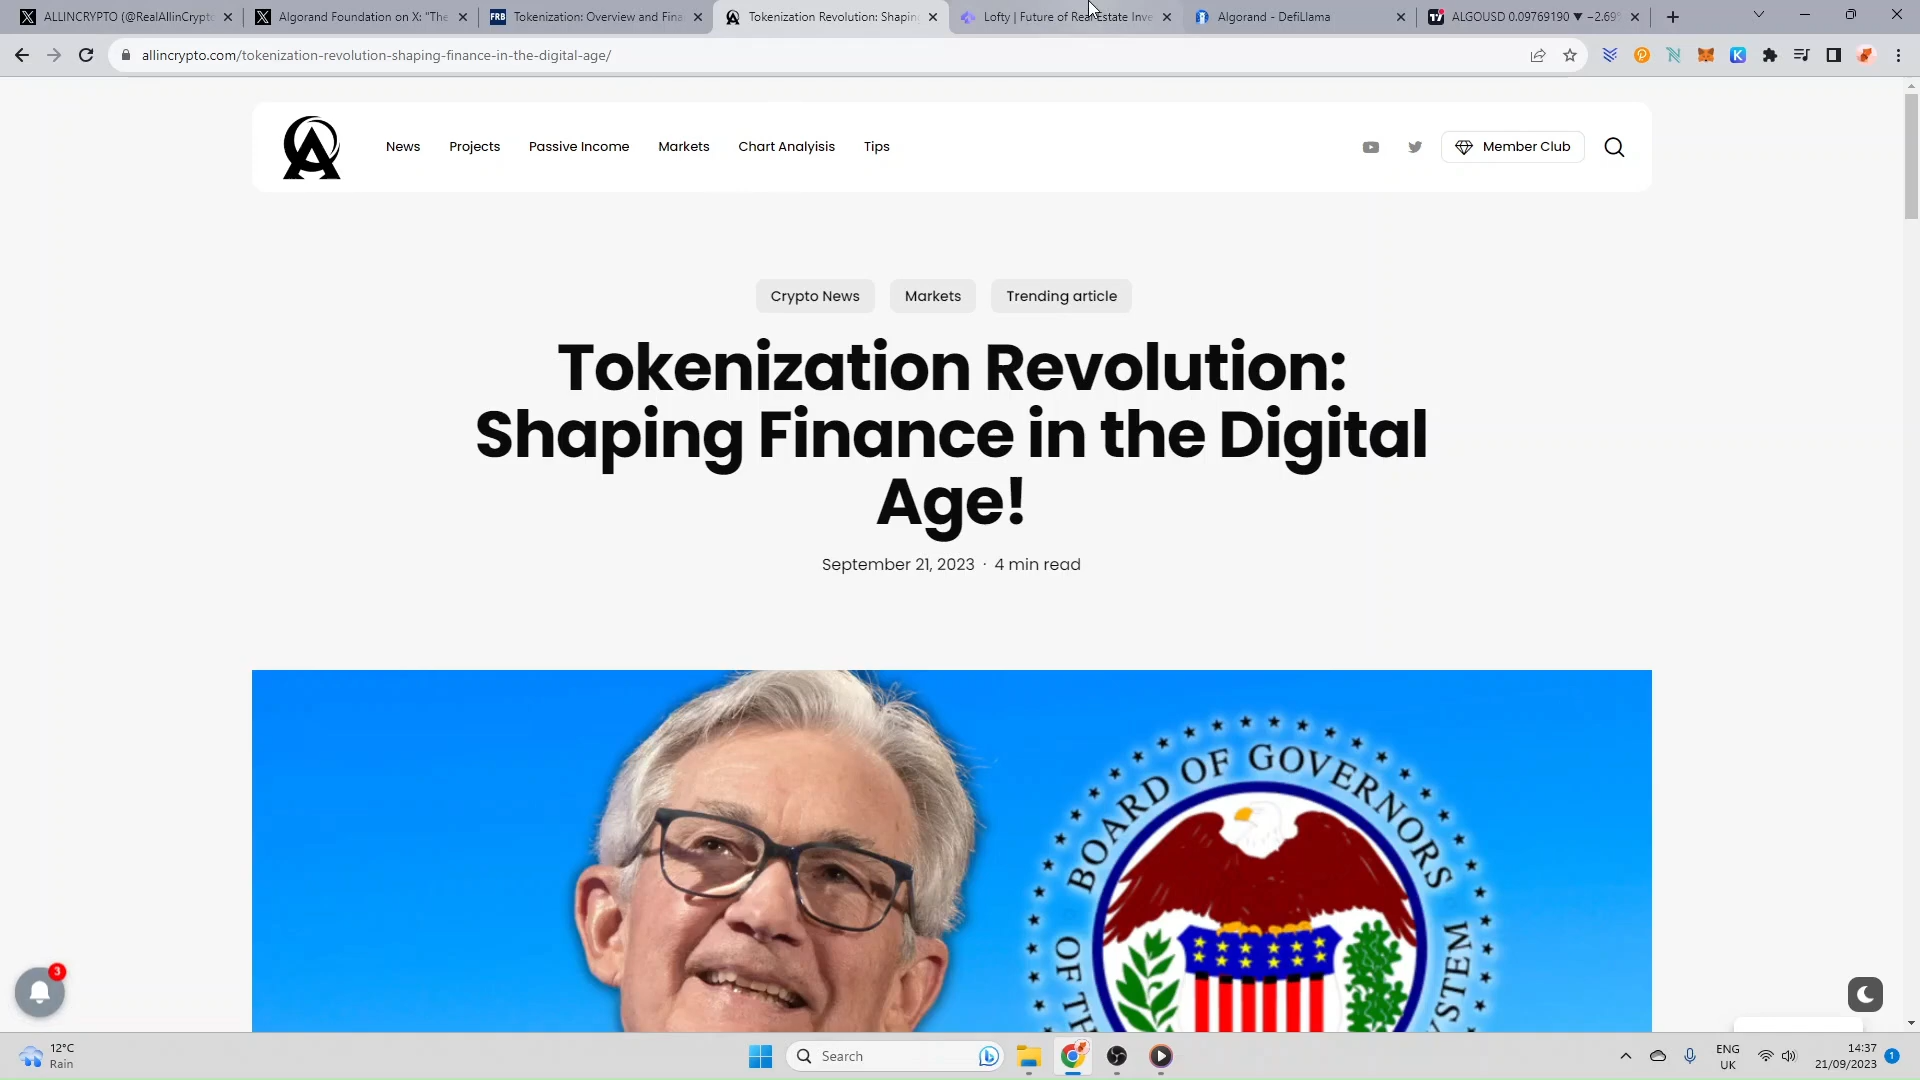 ALLINCRYPTO (@RealAllinCrypto
Algorand Foundation on X: "The
FRB Tokenization: Overview and Fina
Tokenization Revolution: Shaping
Lofty | Future of Real Estate Inve
Algorand - DefiLlama
ALGOUSD 0.09769190 ▼ −2.69%
allincrypto.com/tokenization-revolution-shaping-finance-in-the-digital-age/
News Projects Passive Income Markets Chart Analyisis Tips
Member Club
Crypto News Markets Trending article
Tokenization Revolution:
Shaping Finance in the Digital
Age!
September 21, 2023 · 4 min read
BOARD OF GOVERNORS
OF TH
SYSTEM
3
12°C
Rain
Search
ENG
UK
14:37
21/09/2023
1